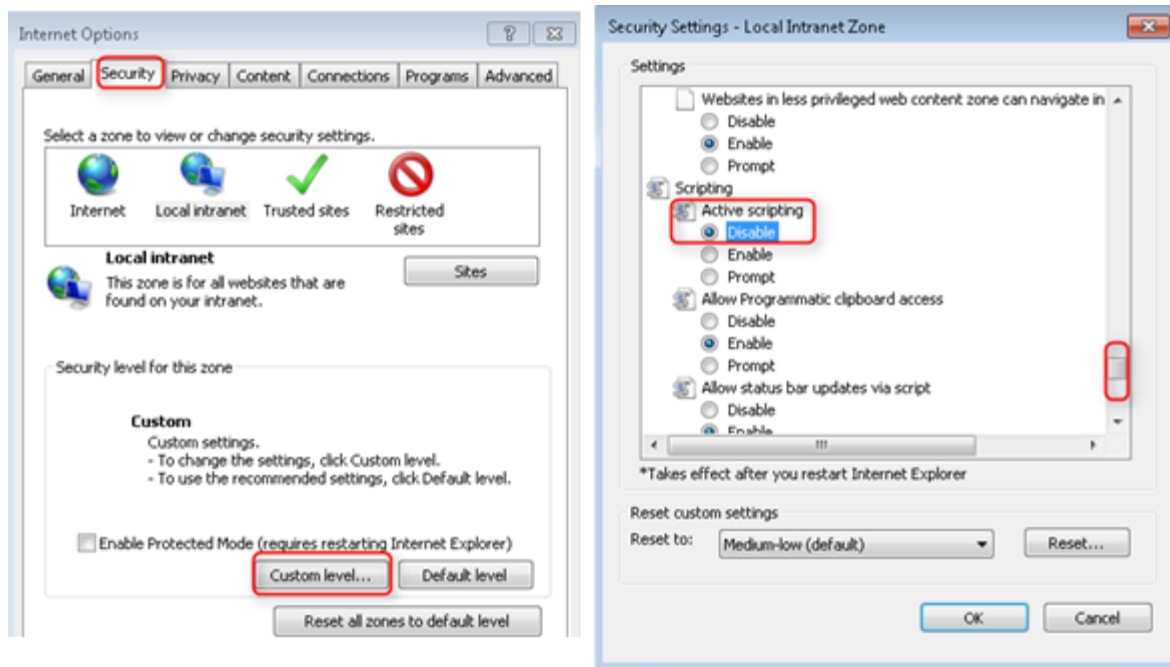 Internet Options
General Security Privacy Content Connections Programs Advanced
Select a zone to view or change security settings.
Internet Local intranet Trusted sites Restricted
sites
Local intranet
This zone is for all websites that are
found on your intranet.
Sites
Security level for this zone
Custom
Custom settings.
- To change the settings, click Custom level.
- To use the recommended settings, click Default level.
Enable Protected Mode (requires restarting Internet Explorer)
Custom level... Default level
Reset all zones to default level
Security Settings - Local Intranet Zone
Settings
Websites in less privileged web content zone can navigate in
Disable
Enable
Prompt
Scripting
Active scripting
Disable
Enable
Prompt
Allow Programmatic clipboard access
Disable
Enable
Prompt
Allow status bar updates via script
Disable
Enable
*Takes effect after you restart Internet Explorer
Reset custom settings
Reset to: Medium-low (default) Reset...
OK Cancel